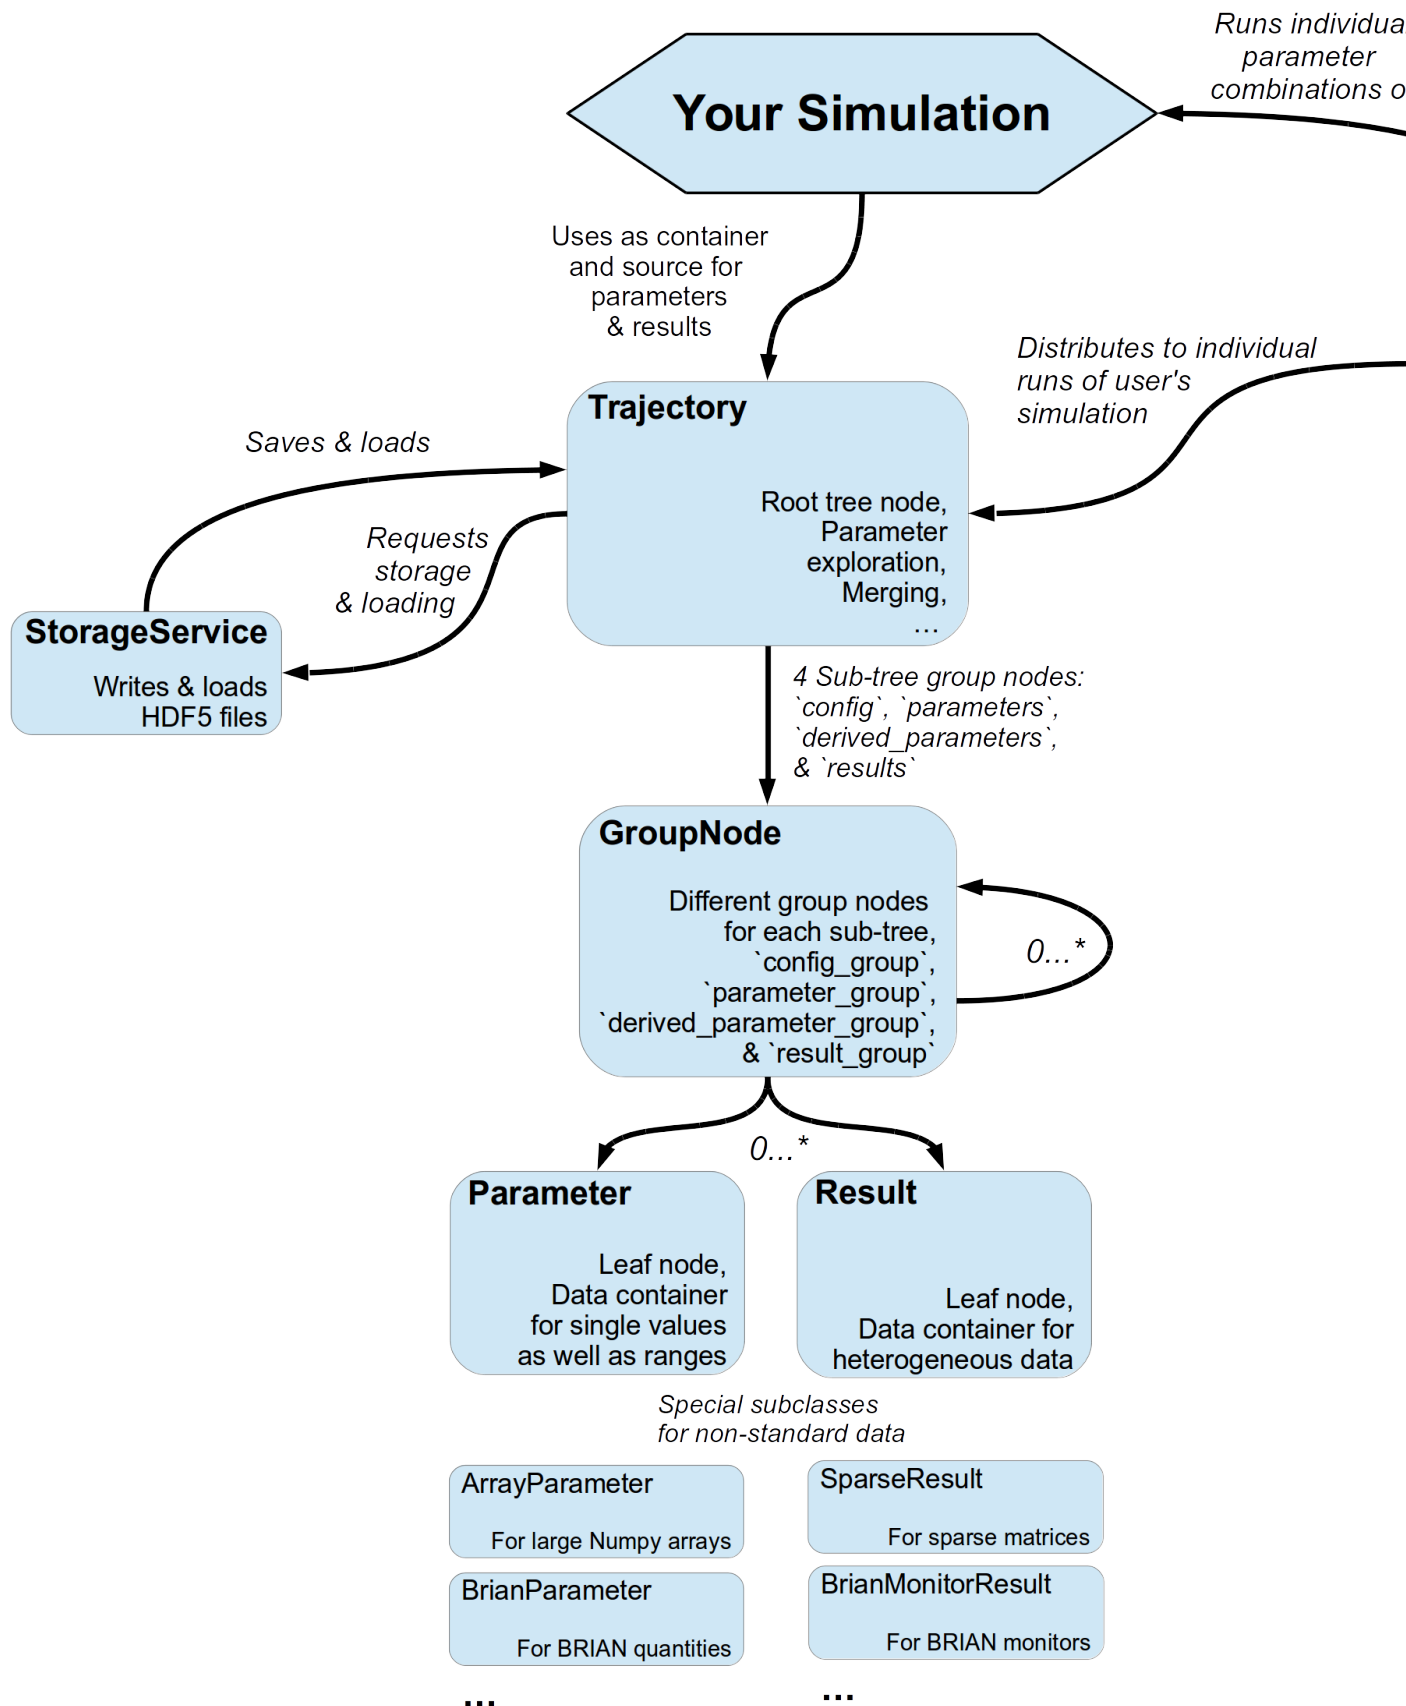 Runs individual
parameter
combinations o
Your Simulation
Uses as container
and source for
parameters
& results
Distributes to individual
runs of user's
simulation
Trajectory
Root tree node,
Parameter
exploration,
Merging,
...
Saves & loads
Requests
storage
& loading
StorageService
Writes & loads
HDF5 files
4 Sub-tree group nodes:
`config`, `parameters`,
`derived_parameters`,
& `results`
GroupNode
Different group nodes
for each sub-tree,
`config_group`,
`parameter_group`,
`derived_parameter_group`,
& `result_group`
0...*
0...*
Parameter
Leaf node,
Data container
for single values
as well as ranges
Result
Leaf node,
Data container for
heterogeneous data
Special subclasses
for non-standard data
ArrayParameter
For large Numpy arrays
SparseResult
For sparse matrices
BrianParameter
For BRIAN quantities
BrianMonitorResult
For BRIAN monitors
...
...